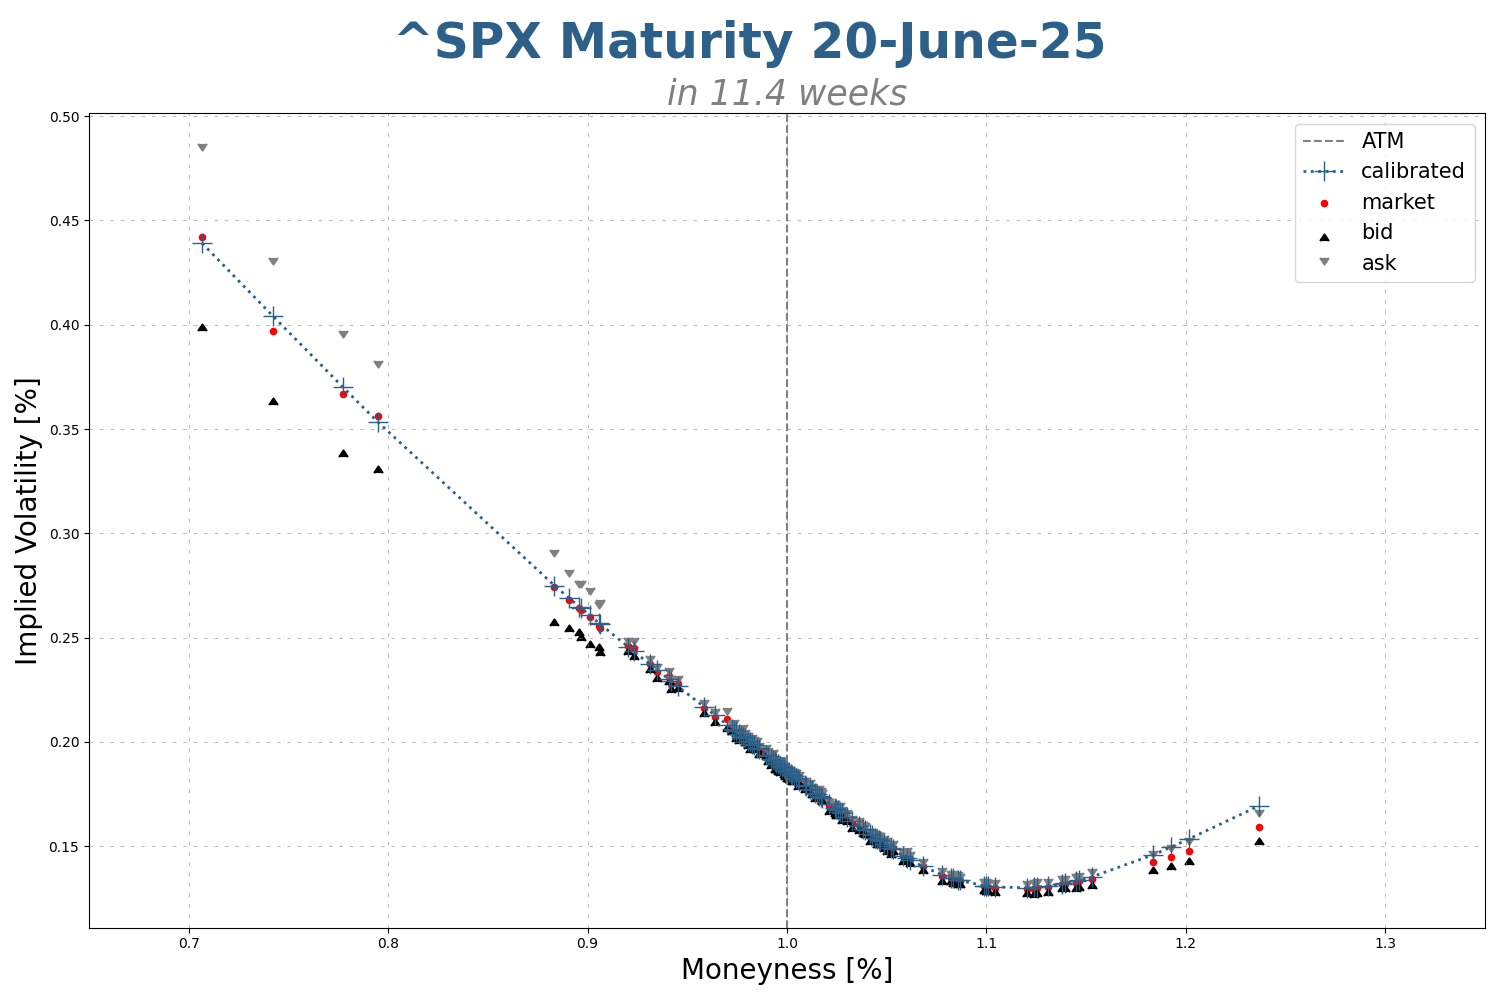 ^SPX Maturity 20-June-25
in 11.4 weeks
0.50
0.45
0.40
0.35
0.30
0.25
0.20
0.15
Implied Volatility [%]
ATM
calibrated
market
bid
ask
0.7 0.8 0.9 1.0 1.1 1.2 1.3
Moneyness [%]